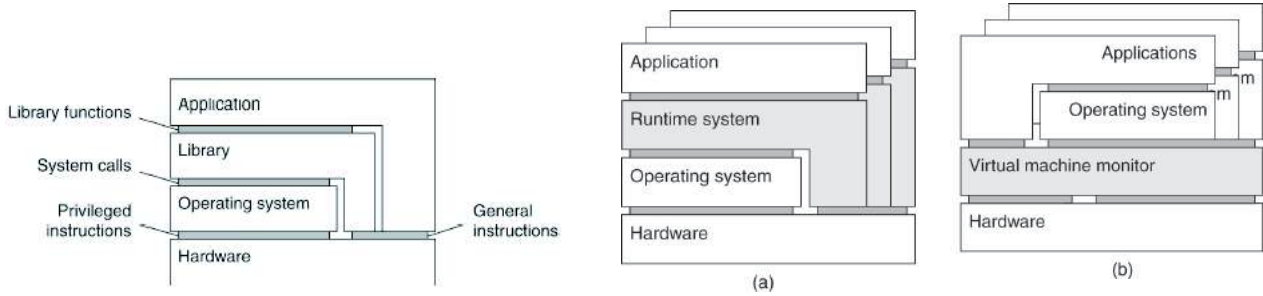 Library functions
System calls
Privileged
instructions
Application
Library
Operating system
Hardware
General
instructions
Application
Runtime system
Operating system
Hardware
(a)
Applications
m
Operating system
m
Virtual machine monitor
Hardware
(b)